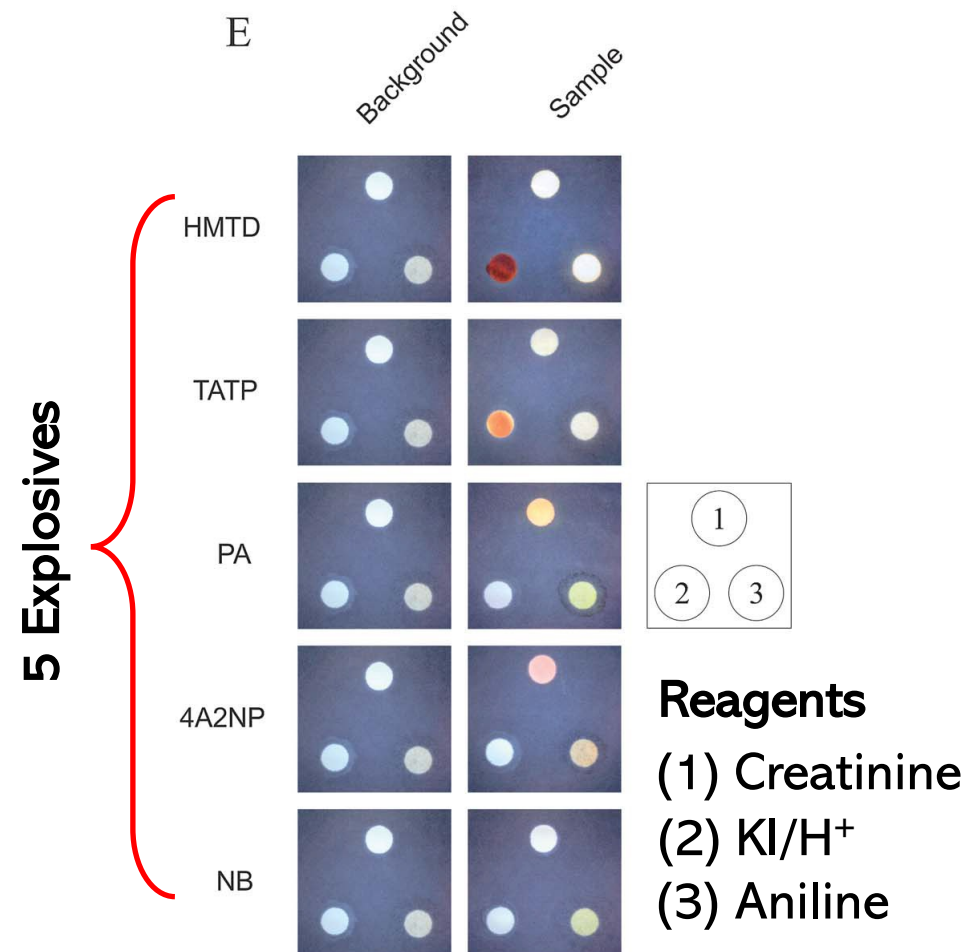 E
Background
Sample
HMTD
TATP
PA
4A2NP
NB
5 Explosives
1
2
3
Reagents
(1) Creatinine
(2) KI/H⁺
(3) Aniline